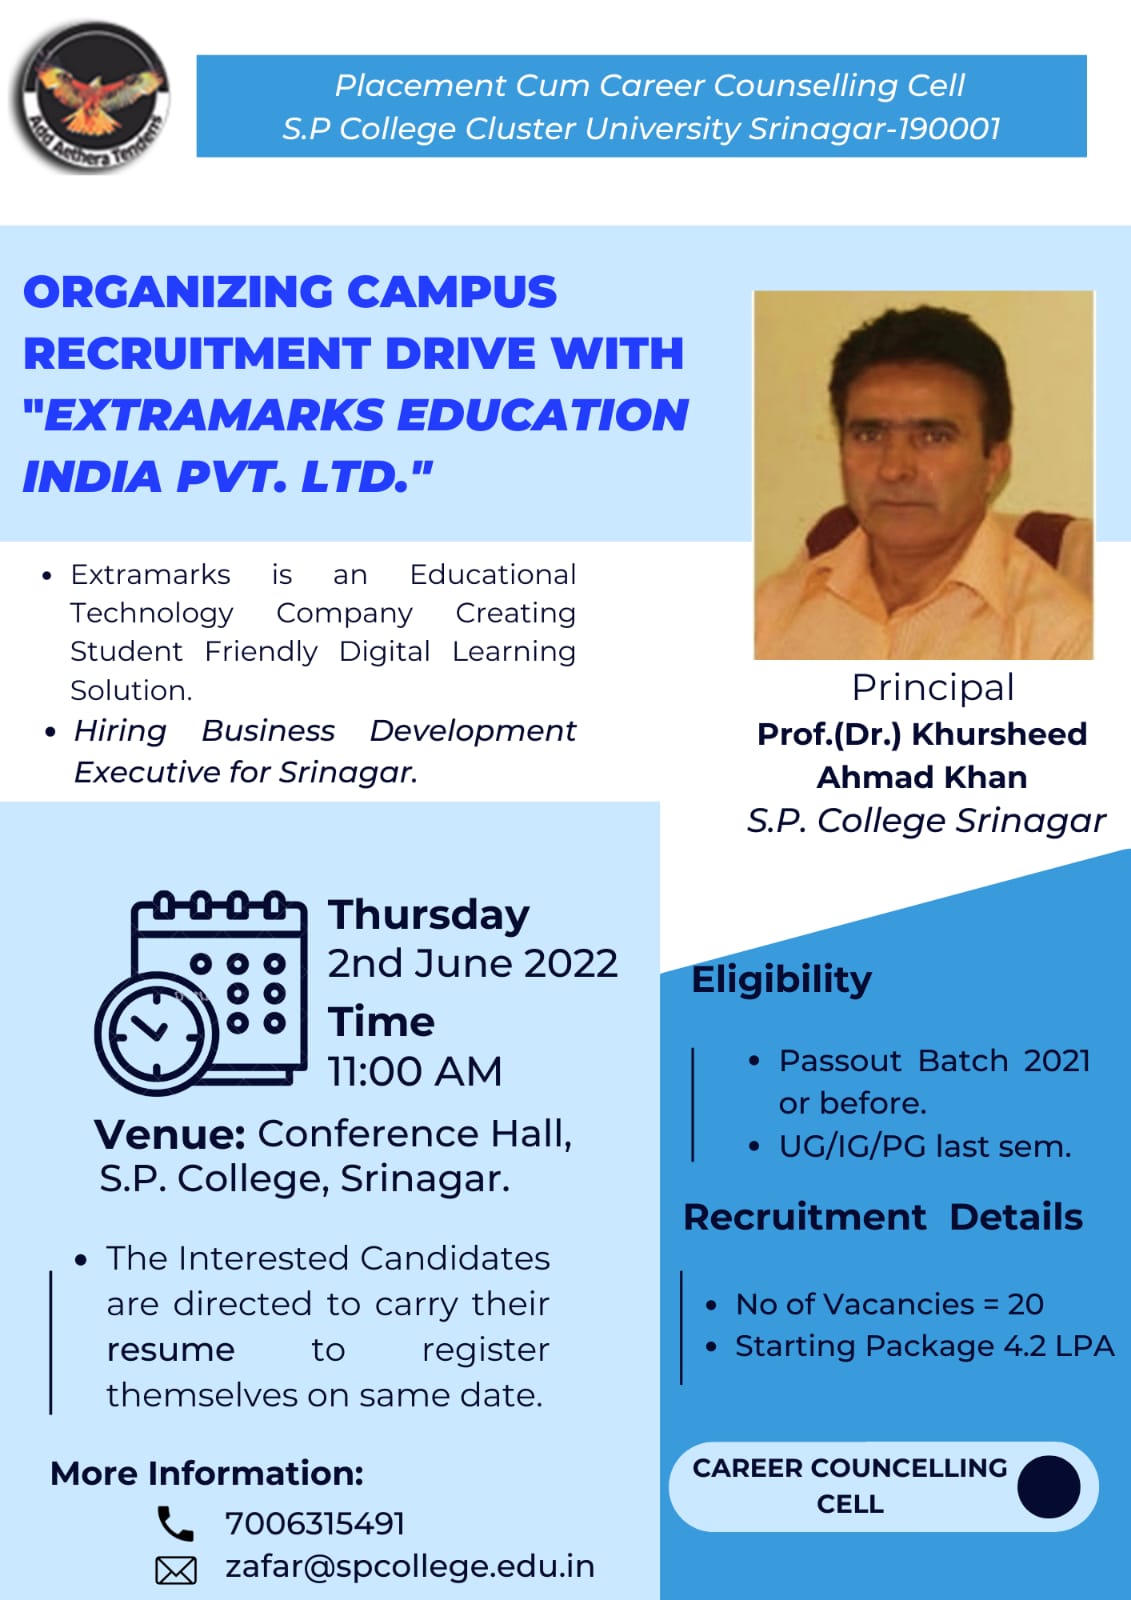 Add Aethera Tendens
Placement Cum Career Counselling Cell
S.P College Cluster University Srinagar-190001
ORGANIZING CAMPUS
RECRUITMENT DRIVE WITH
"EXTRAMARKS EDUCATION
INDIA PVT. LTD."
• Extramarks is an Educational
Technology Company Creating
Student Friendly Digital Learning
Solution.
• Hiring Business Development
Executive for Srinagar.
Principal
Prof.(Dr.) Khursheed
Ahmad Khan
S.P. College Srinagar
Thursday
2nd June 2022
Time
11:00 AM
Venue: Conference Hall,
S.P. College, Srinagar.
• The Interested Candidates
are directed to carry their
resume to register
themselves on same date.
More Information:
7006315491
zafar@spcollege.edu.in
Eligibility
• Passout Batch 2021
or before.
• UG/IG/PG last sem.
Recruitment Details
• No of Vacancies = 20
• Starting Package 4.2 LPA
CAREER COUNCELLING
CELL